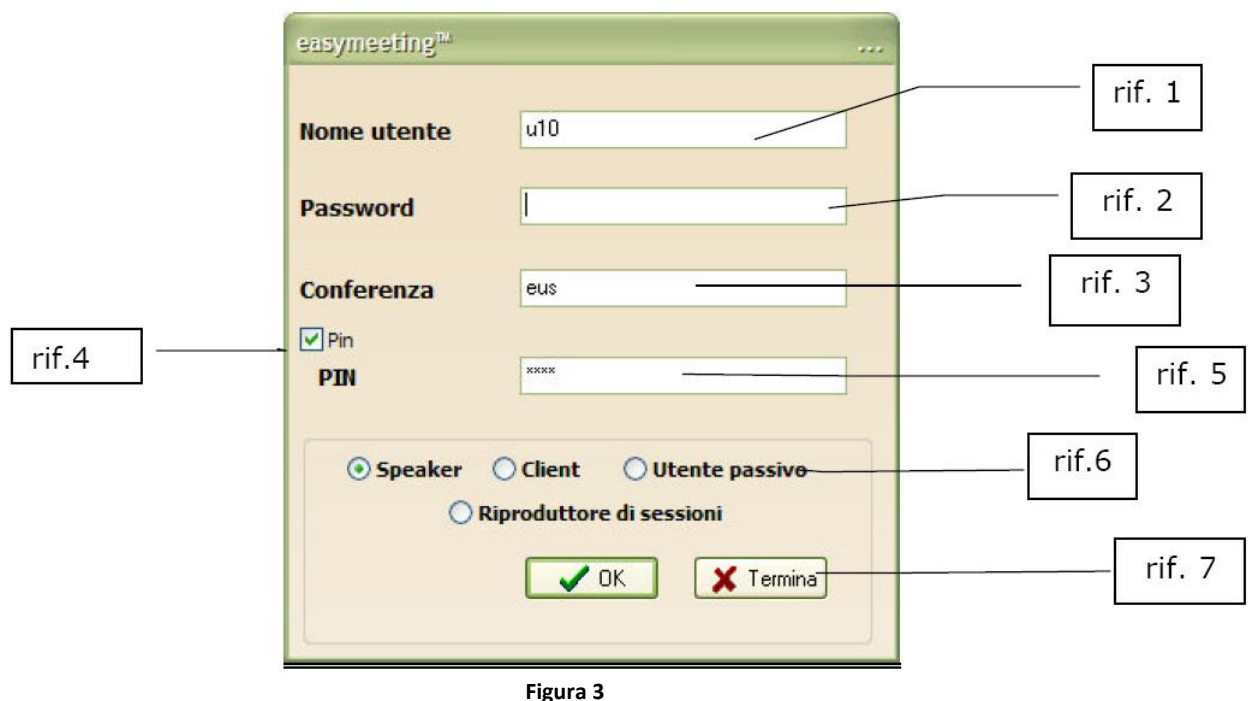 easymeeting™ ...
rif. 1
Nome utente u10
rif. 2
Password
rif. 3
Conferenza eus
Pin
rif.4
PIN xxxx
rif. 5
Speaker Client Utente passivo
rif.6
Riproduttore di sessioni
OK Termina
rif. 7
Figura 3